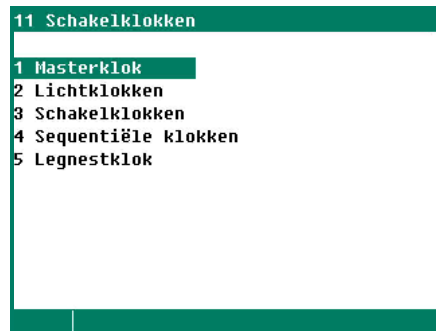 11 Schakelklokken
1 Masterklok
2 Lichtklokken
3 Schakelklokken
4 Sequentiële klokken
5 Legnestklok